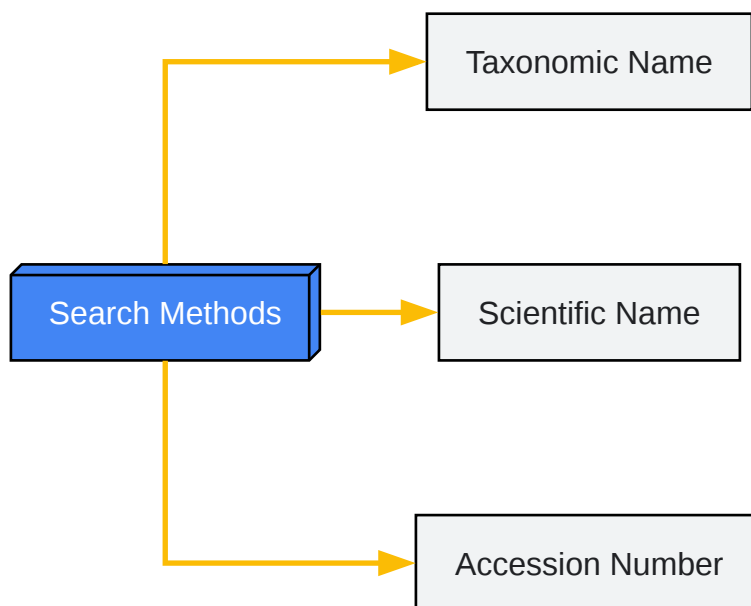 Taxonomic Name
Search Methods
Scientific Name
Accession Number